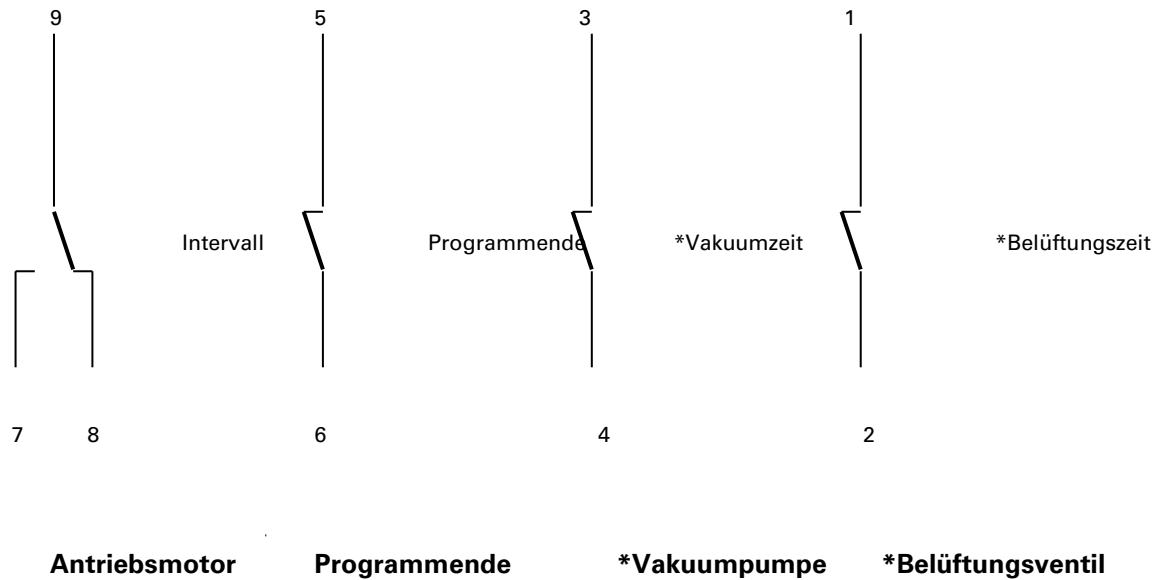 9 5 3 1
Intervall Programmende *Vakuumzeit *Belüftungszeit
7 8 6 4 2
Antriebsmotor Programmende *Vakuumpumpe *Belüftungsventil